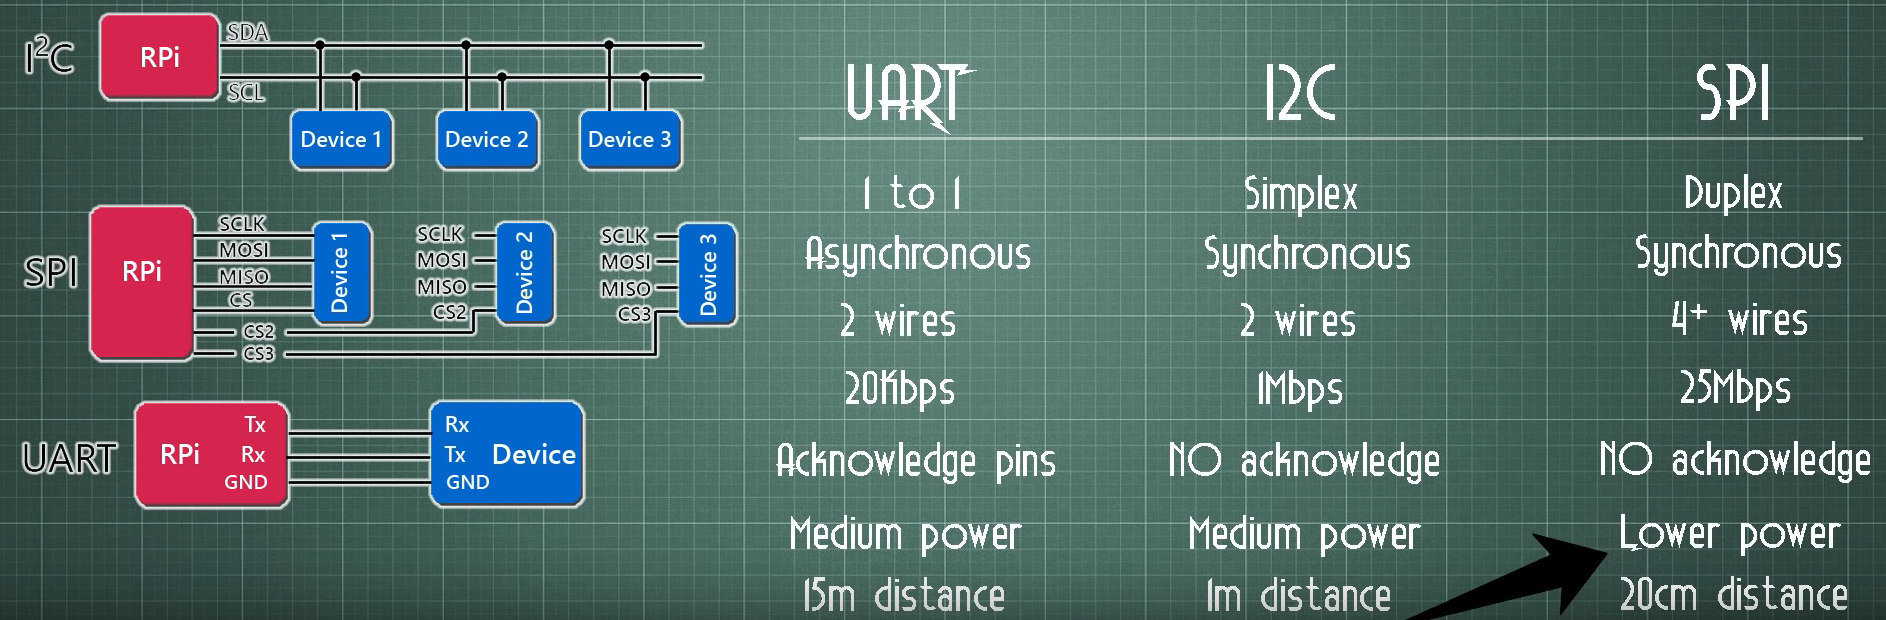 I²C
RPi
SDA
SCL
Device 1
Device 2
Device 3
SPI
RPi
SCLK
MOSI
MISO
CS
CS2
CS3
Device 1
SCLK
MOSI
MISO
CS2
Device 2
SCLK
MOSI
MISO
CS3
Device 3
UART
RPi
Tx
Rx
GND
Rx
Tx
GND
Device
UART I2C SPI
1 to 1 Simplex Duplex
Asynchronous Synchronous Synchronous
2 wires 2 wires 4+ wires
20Kbps 1Mbps 25Mbps
Acknowledge pins NO acknowledge NO acknowledge
Medium power Medium power Lower power
15m distance 1m distance 20cm distance